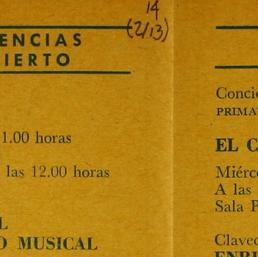 14
(2/13)
ENCIAS
IERTO
1.00 horas
las 12.00 horas
L
O MUSICAL
Concie
PRIMA
EL C
Miérc
A las
Sala P
Clavec
ENRI